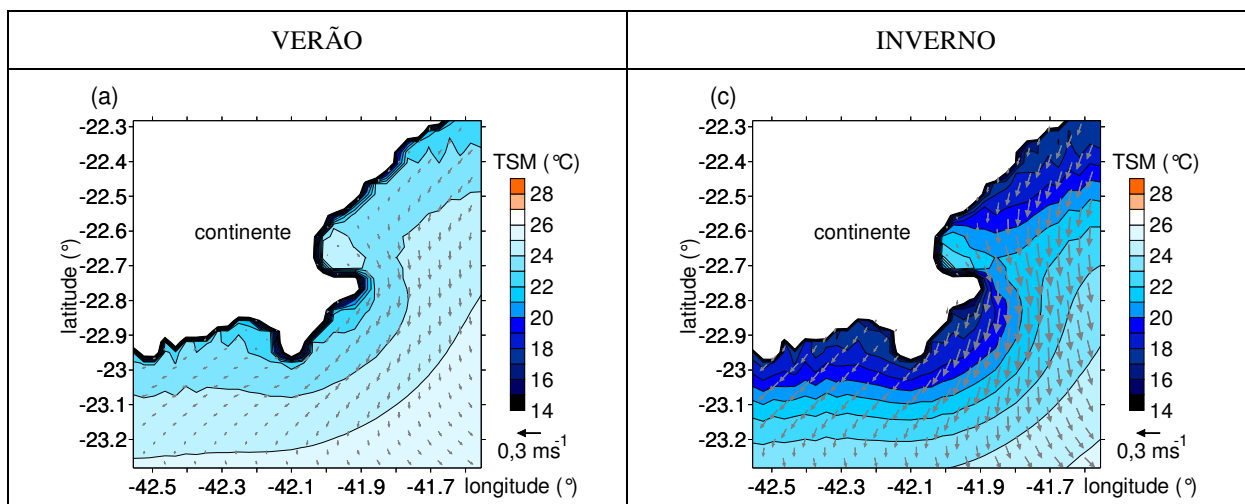 VERÃO
INVERNO
(a)
-22.3
-22.4
-22.5
-22.6
-22.7
-22.8
-22.9
-23
-23.1
-23.2
latitude (°)
continente
-42.5 -42.3 -42.1 -41.9 -41.7 longitude (°)
TSM (°C)
28
26
24
22
20
18
16
14
0,3 ms-1
(c)
-22.3
-22.4
-22.5
-22.6
-22.7
-22.8
-22.9
-23
-23.1
-23.2
latitude (°)
continente
-42.5 -42.3 -42.1 -41.9 -41.7 longitude (°)
TSM (°C)
28
26
24
22
20
18
16
14
0,3 ms-1